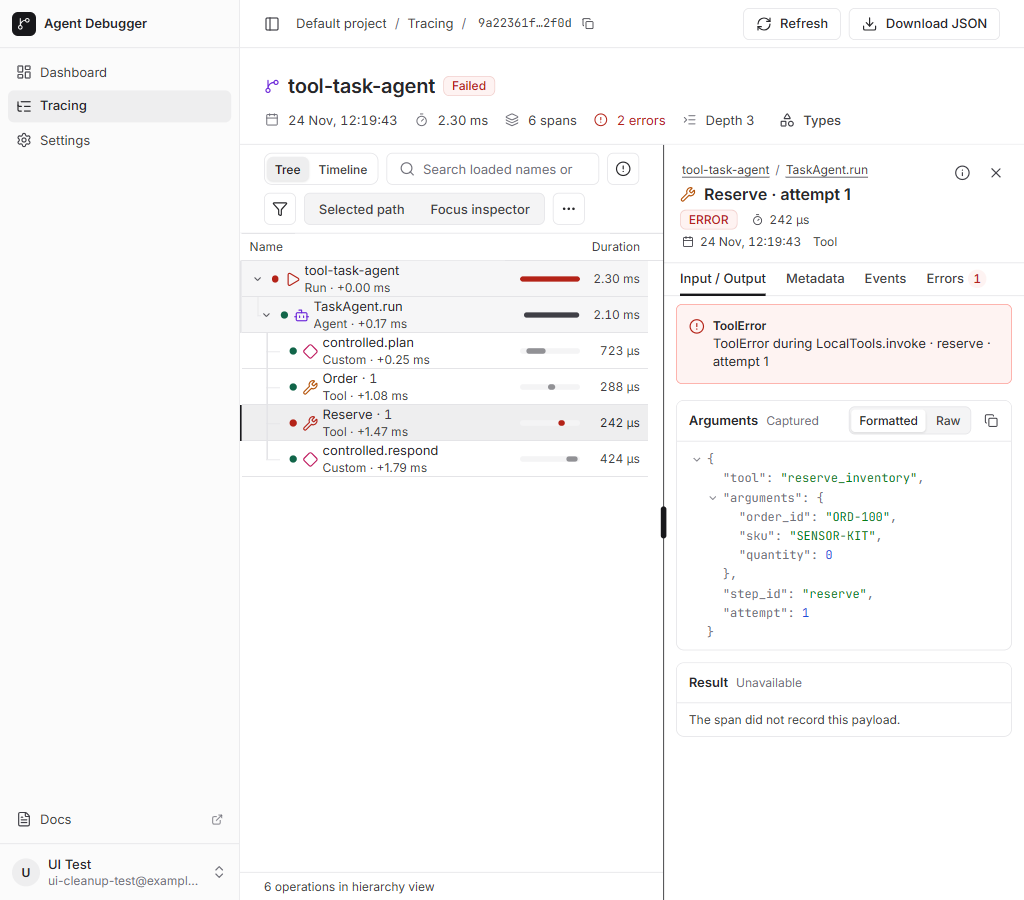 Agent Debugger
Default project / Tracing / 9a22361f…2f0d
Refresh
Download JSON
Dashboard
Tracing
Settings
tool-task-agent Failed
24 Nov, 12:19:43 2.30 ms 6 spans 2 errors Depth 3 Types
Tree Timeline Search loaded names or
Selected path Focus inspector
Name Duration
tool-task-agent
Run · +0.00 ms
2.30 ms
TaskAgent.run
Agent · +0.17 ms
2.10 ms
controlled.plan
Custom · +0.25 ms
723 µs
Order · 1
Tool · +1.08 ms
288 µs
Reserve · 1
Tool · +1.47 ms
242 µs
controlled.respond
Custom · +1.79 ms
424 µs
6 operations in hierarchy view
tool-task-agent / TaskAgent.run
Reserve · attempt 1
ERROR 242 µs
24 Nov, 12:19:43 Tool
Input / Output Metadata Events Errors 1
ToolError
ToolError during LocalTools.invoke · reserve ·
attempt 1
Arguments Captured Formatted Raw
{
"tool": "reserve_inventory",
"arguments": {
"order_id": "ORD-100",
"sku": "SENSOR-KIT",
"quantity": 0
},
"step_id": "reserve",
"attempt": 1
}
Result Unavailable
The span did not record this payload.
Docs
U
UI Test
ui-cleanup-test@exampl...